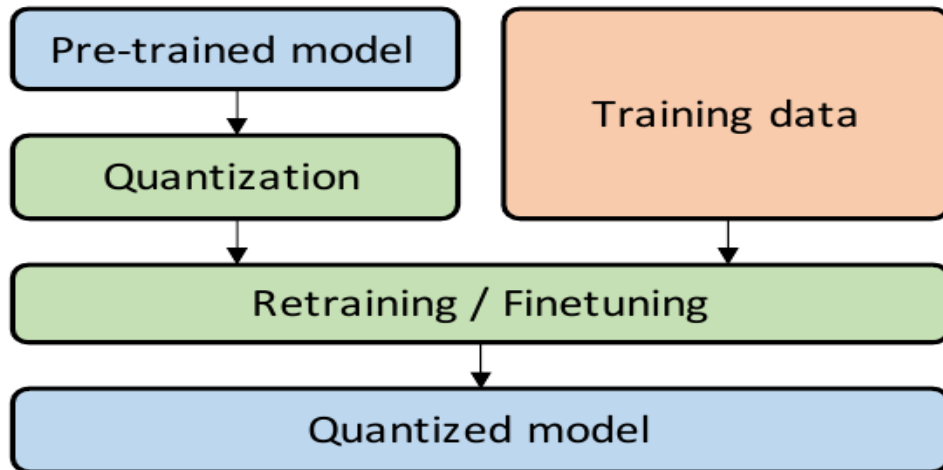 Pre-trained model
Training data
Quantization
Retraining / Finetuning
Quantized model